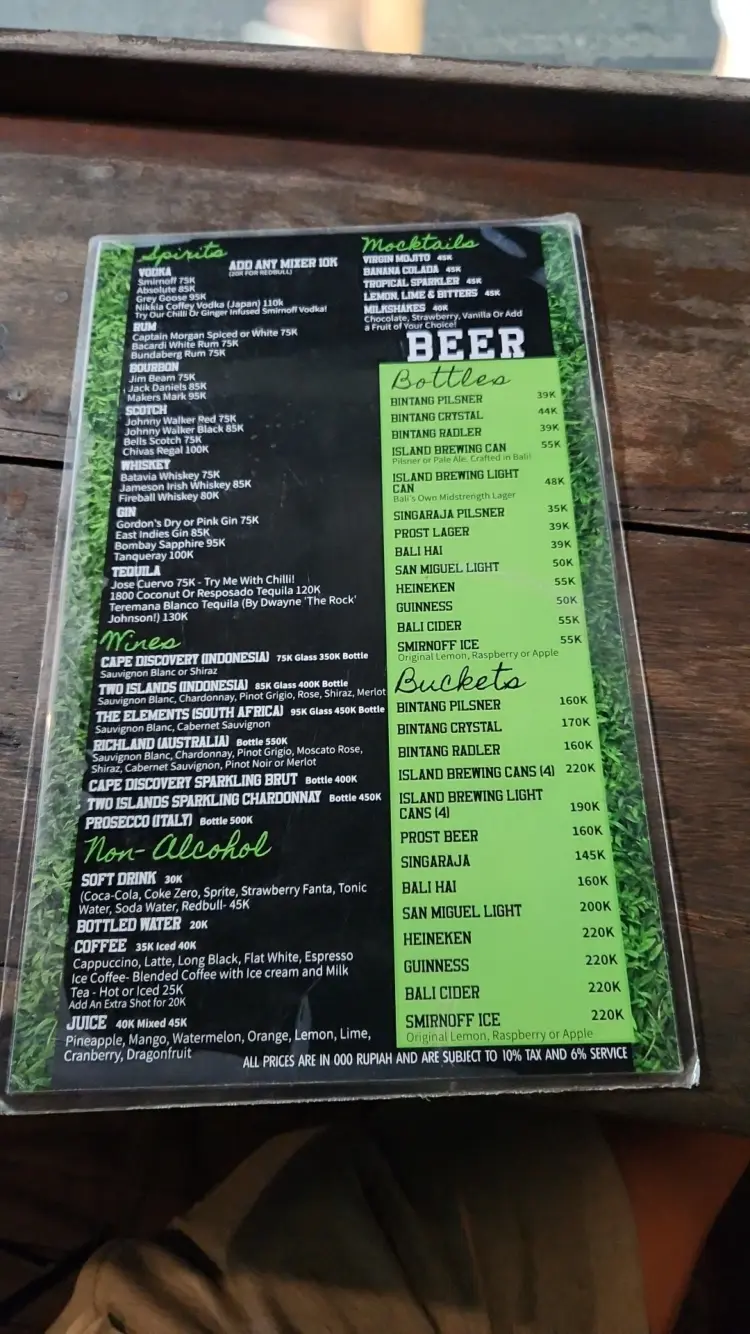 Spirits
ADD ANY MIXER 10K
(20K FOR REDBULL)
VODKA
Smirnoff 75K
Absolute 85K
Grey Goose 95K
Nikkia Coffey Vodka (Japan) 110k
Try Our Chilli Or Ginger Infused Smirnoff Vodka!
RUM
Captain Morgan Spiced or White 75K
Bacardi White Rum 75K
Bundaberg Rum 75K
BOURBON
Jim Beam 75K
Jack Daniels 85K
Makers Mark 95K
SCOTCH
Johnny Walker Red 75K
Johnny Walker Black 85K
Bells Scotch 75K
Chivas Regal 100K
WHISKEY
Batavia Whiskey 75K
Jameson Irish Whiskey 85K
Fireball Whiskey 80K
GIN
Gordon's Dry or Pink Gin 75K
East Indies Gin 85K
Bombay Sapphire 95K
Tanqueray 100K
TEQUILA
Jose Cuervo 75K - Try Me With Chilli!
1800 Coconut Or Resposado Tequila 120K
Teremana Blanco Tequila (By Dwayne 'The Rock'
Johnson!) 130K
Wines
CAPE DISCOVERY (INDONESIA) 75K Glass 350K Bottle
Sauvignon Blanc or Shiraz
TWO ISLANDS (INDONESIA) 85K Glass 400K Bottle
Sauvignon Blanc, Chardonnay, Pinot Grigio, Rose, Shiraz, Merlot
THE ELEMENTS (SOUTH AFRICA) 95K Glass 450K Bottle
Sauvignon Blanc, Cabernet Sauvignon
RICHLAND (AUSTRALIA) Bottle 550K
Sauvignon Blanc, Chardonnay, Pinot Grigio, Moscato Rose,
Shiraz, Cabernet Sauvignon, Pinot Noir or Merlot
CAPE DISCOVERY SPARKLING BRUT Bottle 400K
TWO ISLANDS SPARKLING CHARDONNAY Bottle 450K
PROSECCO (ITALY) Bottle 500K
Non-Alcohol
SOFT DRINK 30K
(Coca-Cola, Coke Zero, Sprite, Strawberry Fanta, Tonic
Water, Soda Water, Redbull- 45K
BOTTLED WATER 20K
COFFEE 35K Iced 40K
Cappuccino, Latte, Long Black, Flat White, Espresso
Ice Coffee- Blended Coffee with Ice cream and Milk
Tea - Hot or Iced 25K
Add An Extra Shot for 20K
JUICE 40K Mixed 45K
Pineapple, Mango, Watermelon, Orange, Lemon, Lime,
Cranberry, Dragonfruit
Mocktails
VIRGIN MOJITO 45K
BANANA COLADA 45K
TROPICAL SPARKLER 45K
LEMON, LIME & BITTERS 45K
MILKSHAKES 40K
Chocolate, Strawberry, Vanilla Or Add
a Fruit of Your Choice!
BEER
Bottles
BINTANG PILSNER 39K
BINTANG CRYSTAL 44K
BINTANG RADLER 39K
ISLAND BREWING CAN 55K
Pilsner or Pale Ale. Crafted in Bali!
ISLAND BREWING LIGHT
CAN 48K
Bali's Own Midstrength Lager
SINGARAJA PILSNER 35K
PROST LAGER 39K
BALI HAI 39K
SAN MIGUEL LIGHT 50K
HEINEKEN 55K
GUINNESS 50K
BALI CIDER 55K
SMIRNOFF ICE 55K
Original Lemon, Raspberry or Apple
Buckets
BINTANG PILSNER 160K
BINTANG CRYSTAL 170K
BINTANG RADLER 160K
ISLAND BREWING CANS (4) 220K
ISLAND BREWING LIGHT
CANS (4) 190K
PROST BEER 160K
SINGARAJA 145K
BALI HAI 160K
SAN MIGUEL LIGHT 200K
HEINEKEN 220K
GUINNESS 220K
BALI CIDER 220K
SMIRNOFF ICE 220K
Original Lemon, Raspberry or Apple
ALL PRICES ARE IN 000 RUPIAH AND ARE SUBJECT TO 10% TAX AND 6% SERVICE